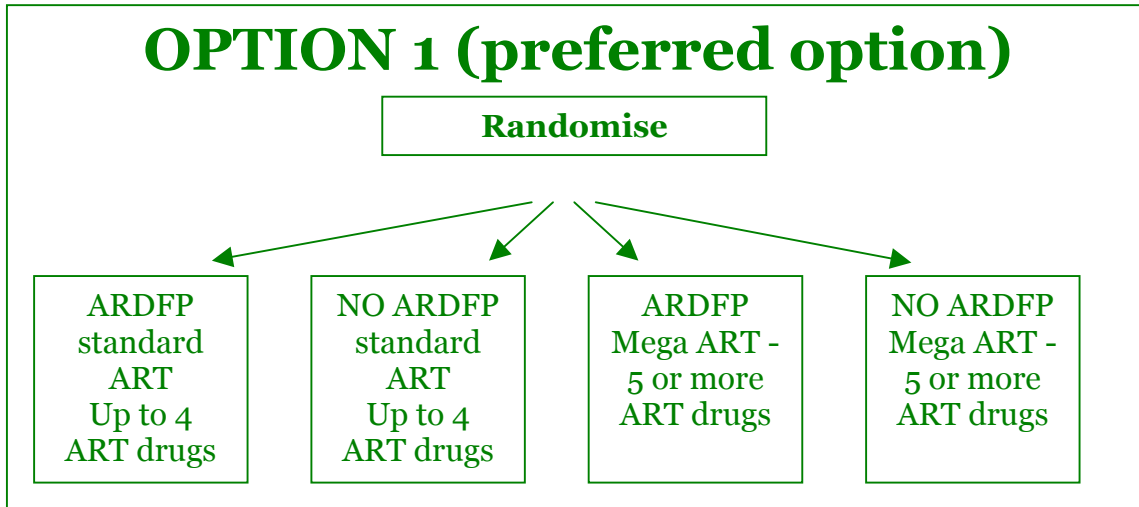 OPTION 1 (preferred option)
Randomise
ARDFP
standard
ART
Up to 4
ART drugs
NO ARDFP
standard
ART
Up to 4
ART drugs
ARDFP
Mega ART -
5 or more
ART drugs
NO ARDFP
Mega ART -
5 or more
ART drugs